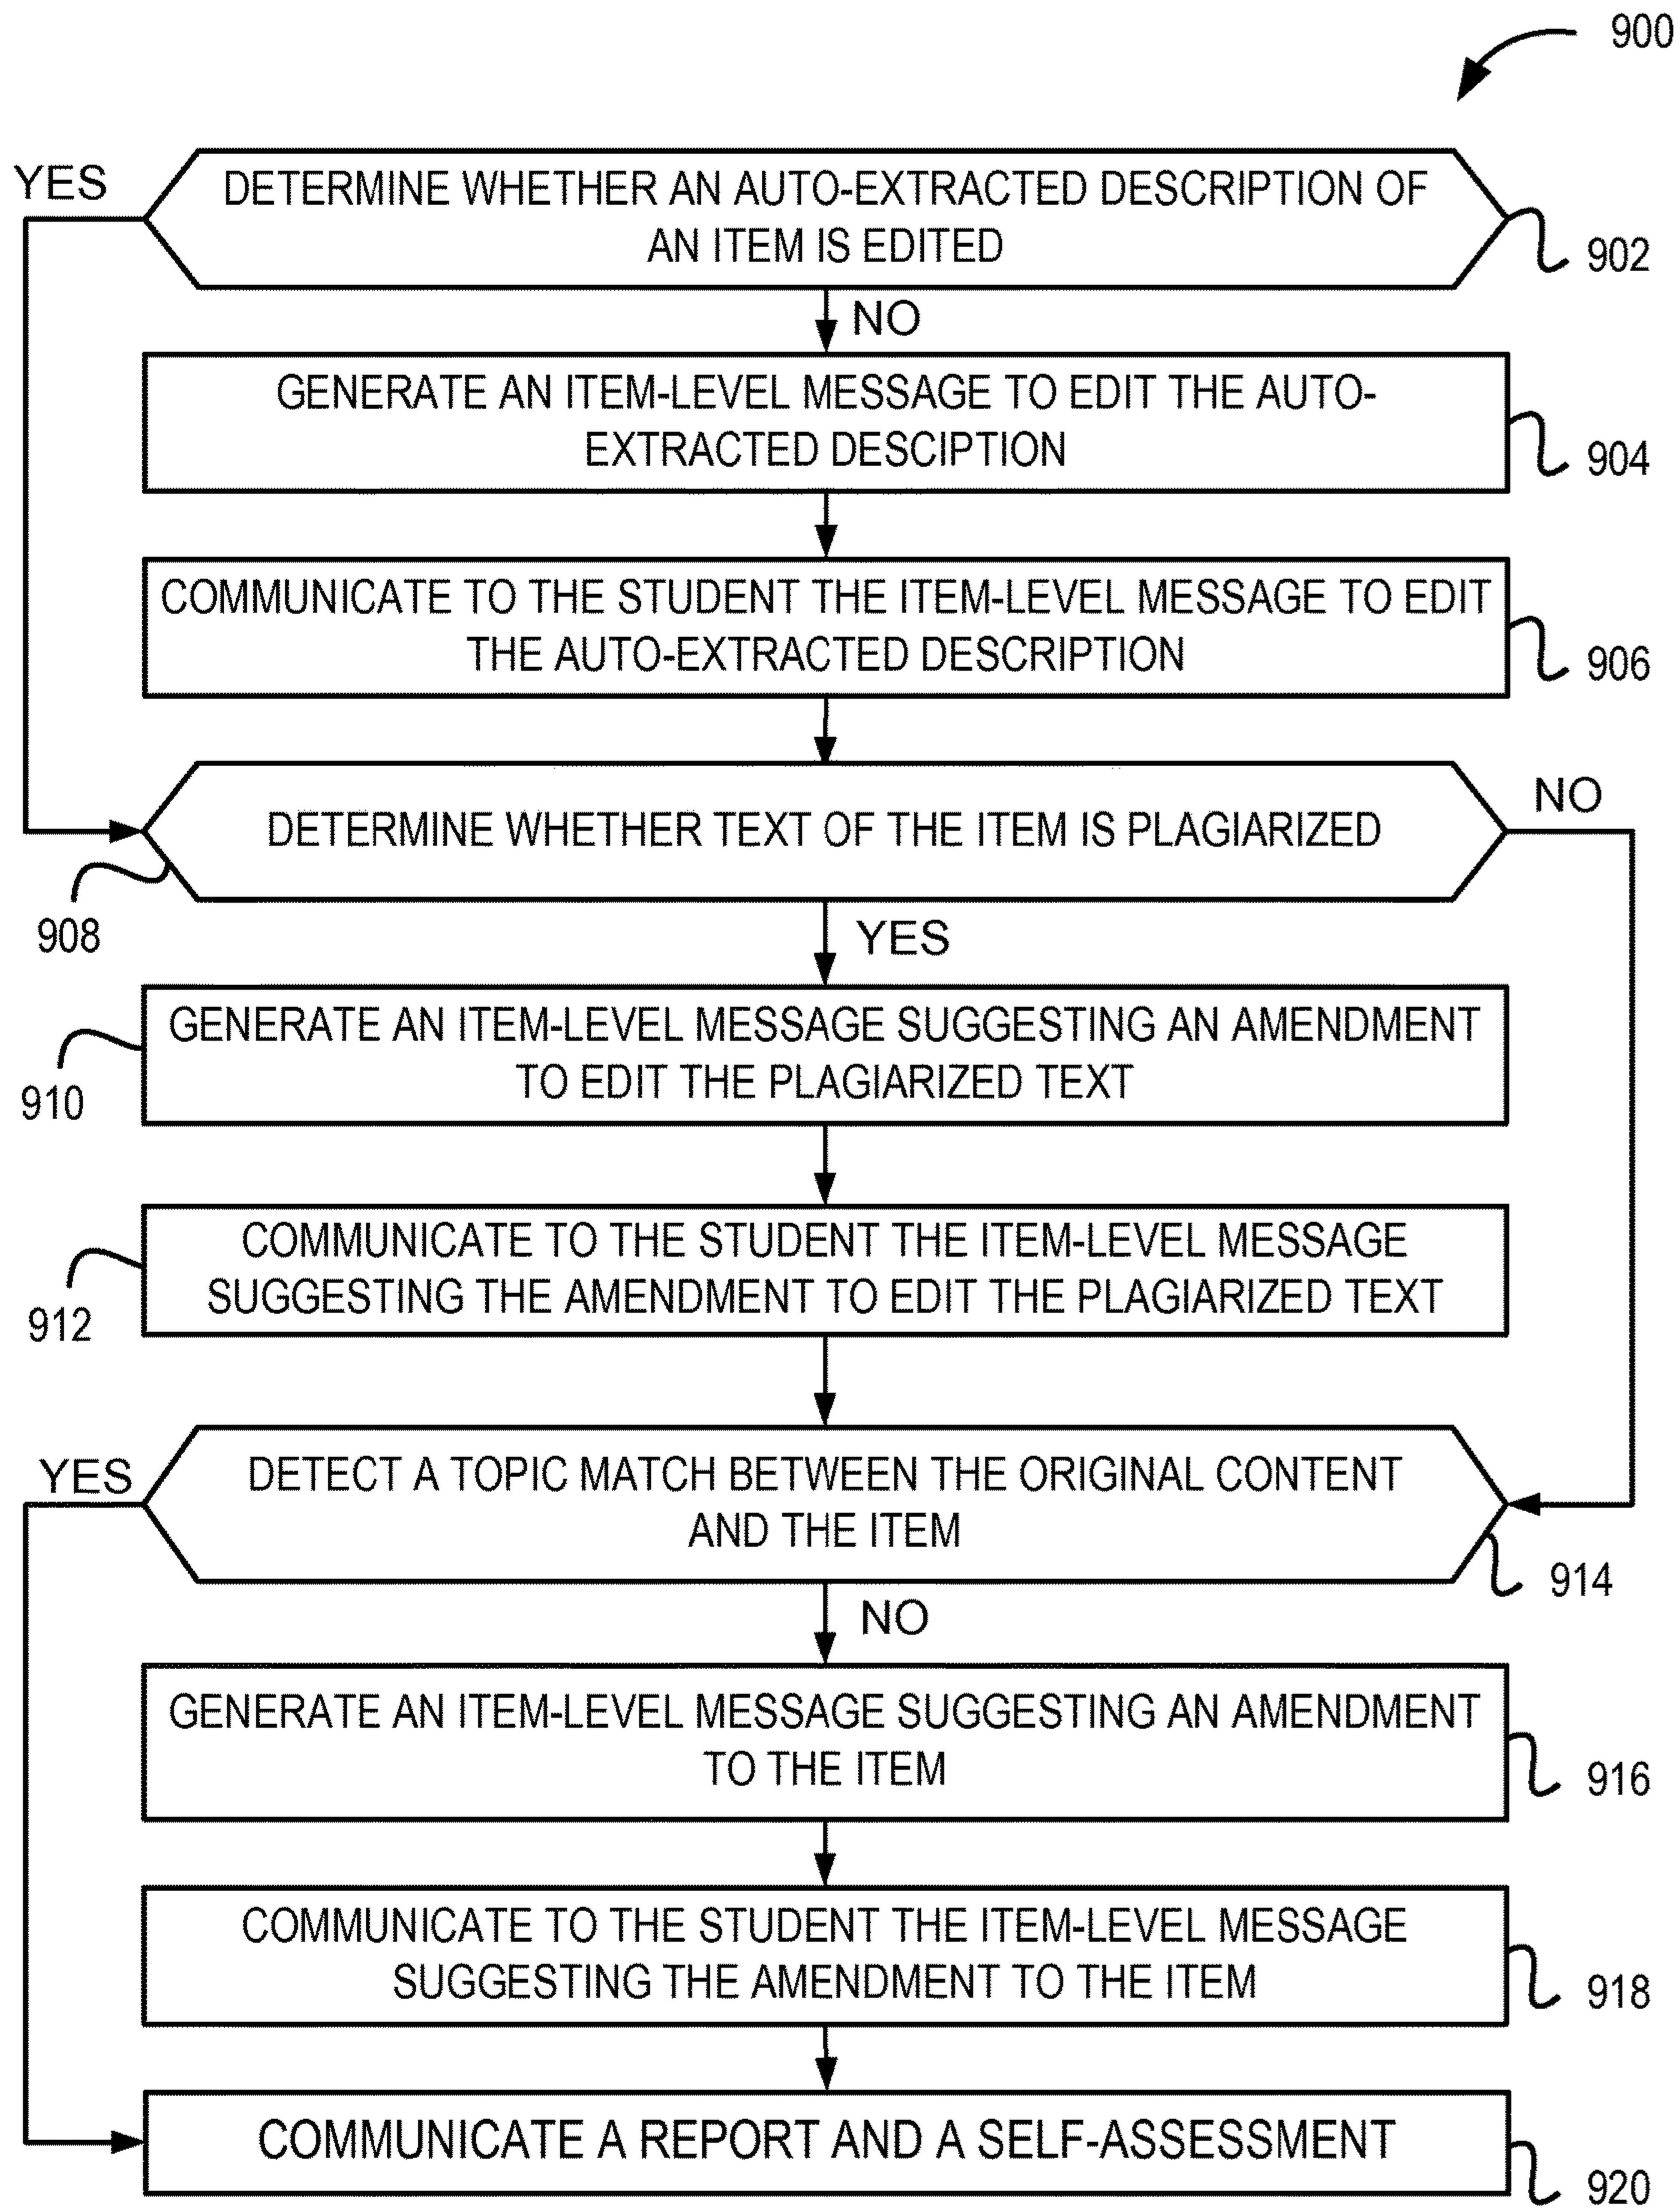 900
YES
DETERMINE WHETHER AN AUTO-EXTRACTED DESCRIPTION OF
AN ITEM IS EDITED
902
NO
GENERATE AN ITEM-LEVEL MESSAGE TO EDIT THE AUTO-
EXTRACTED DESCIPTION
904
COMMUNICATE TO THE STUDENT THE ITEM-LEVEL MESSAGE TO EDIT
THE AUTO-EXTRACTED DESCRIPTION
906
NO
DETERMINE WHETHER TEXT OF THE ITEM IS PLAGIARIZED
908
YES
GENERATE AN ITEM-LEVEL MESSAGE SUGGESTING AN AMENDMENT
TO EDIT THE PLAGIARIZED TEXT
910
COMMUNICATE TO THE STUDENT THE ITEM-LEVEL MESSAGE
SUGGESTING THE AMENDMENT TO EDIT THE PLAGIARIZED TEXT
912
YES
DETECT A TOPIC MATCH BETWEEN THE ORIGINAL CONTENT
AND THE ITEM
914
NO
GENERATE AN ITEM-LEVEL MESSAGE SUGGESTING AN AMENDMENT
TO THE ITEM
916
COMMUNICATE TO THE STUDENT THE ITEM-LEVEL MESSAGE
SUGGESTING THE AMENDMENT TO THE ITEM
918
COMMUNICATE A REPORT AND A SELF-ASSESSMENT
920